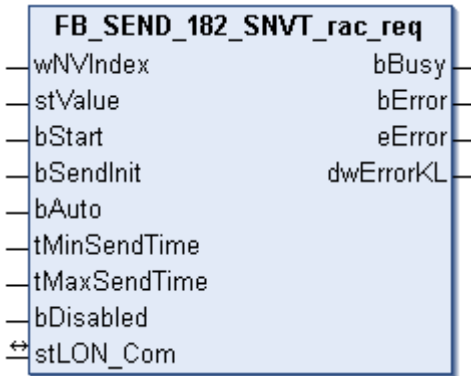 FB_SEND_182_SNVT_rac_req
wNVIndex bBusy
stValue bError
bStart eError
bSendInit dwErrorKL
bAuto
tMinSendTime
tMaxSendTime
bDisabled
stLON_Com